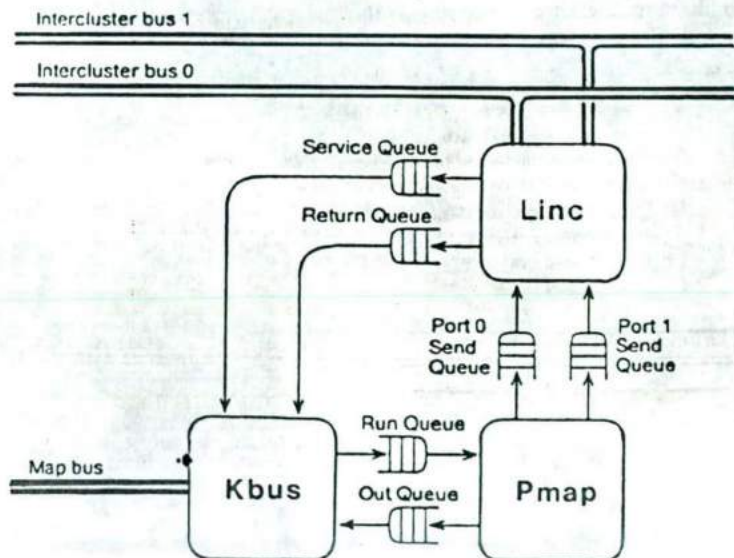 Intercluster bus 1
Intercluster bus 0
Service Queue
Linc
Return Queue
Port 0
Send
Queue
Port 1
Send
Queue
Run Queue
Map bus
Kbus
Pmap
Out Queue